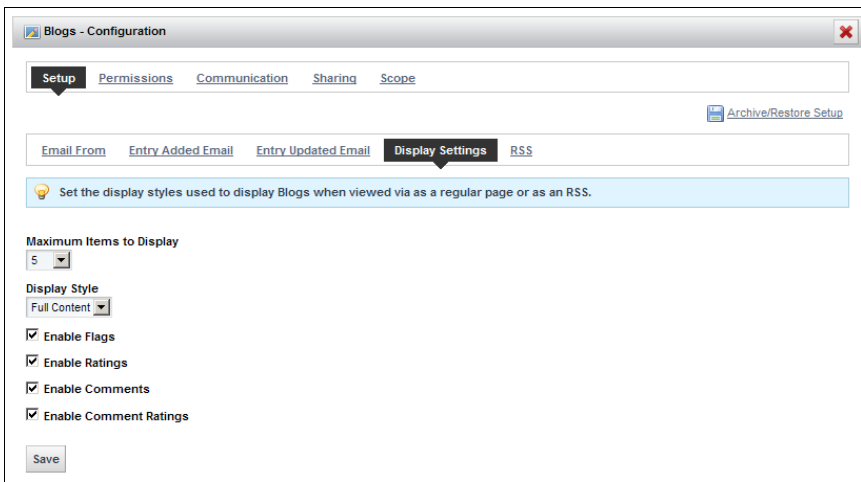 Blogs - Configuration
Setup Permissions Communication Sharing Scope
Archive/Restore Setup
Email From Entry Added Email Entry Updated Email Display Settings RSS
Set the display styles used to display Blogs when viewed via as a regular page or as an RSS.
Maximum Items to Display
5
Display Style
Full Content
Enable Flags
Enable Ratings
Enable Comments
Enable Comment Ratings
Save